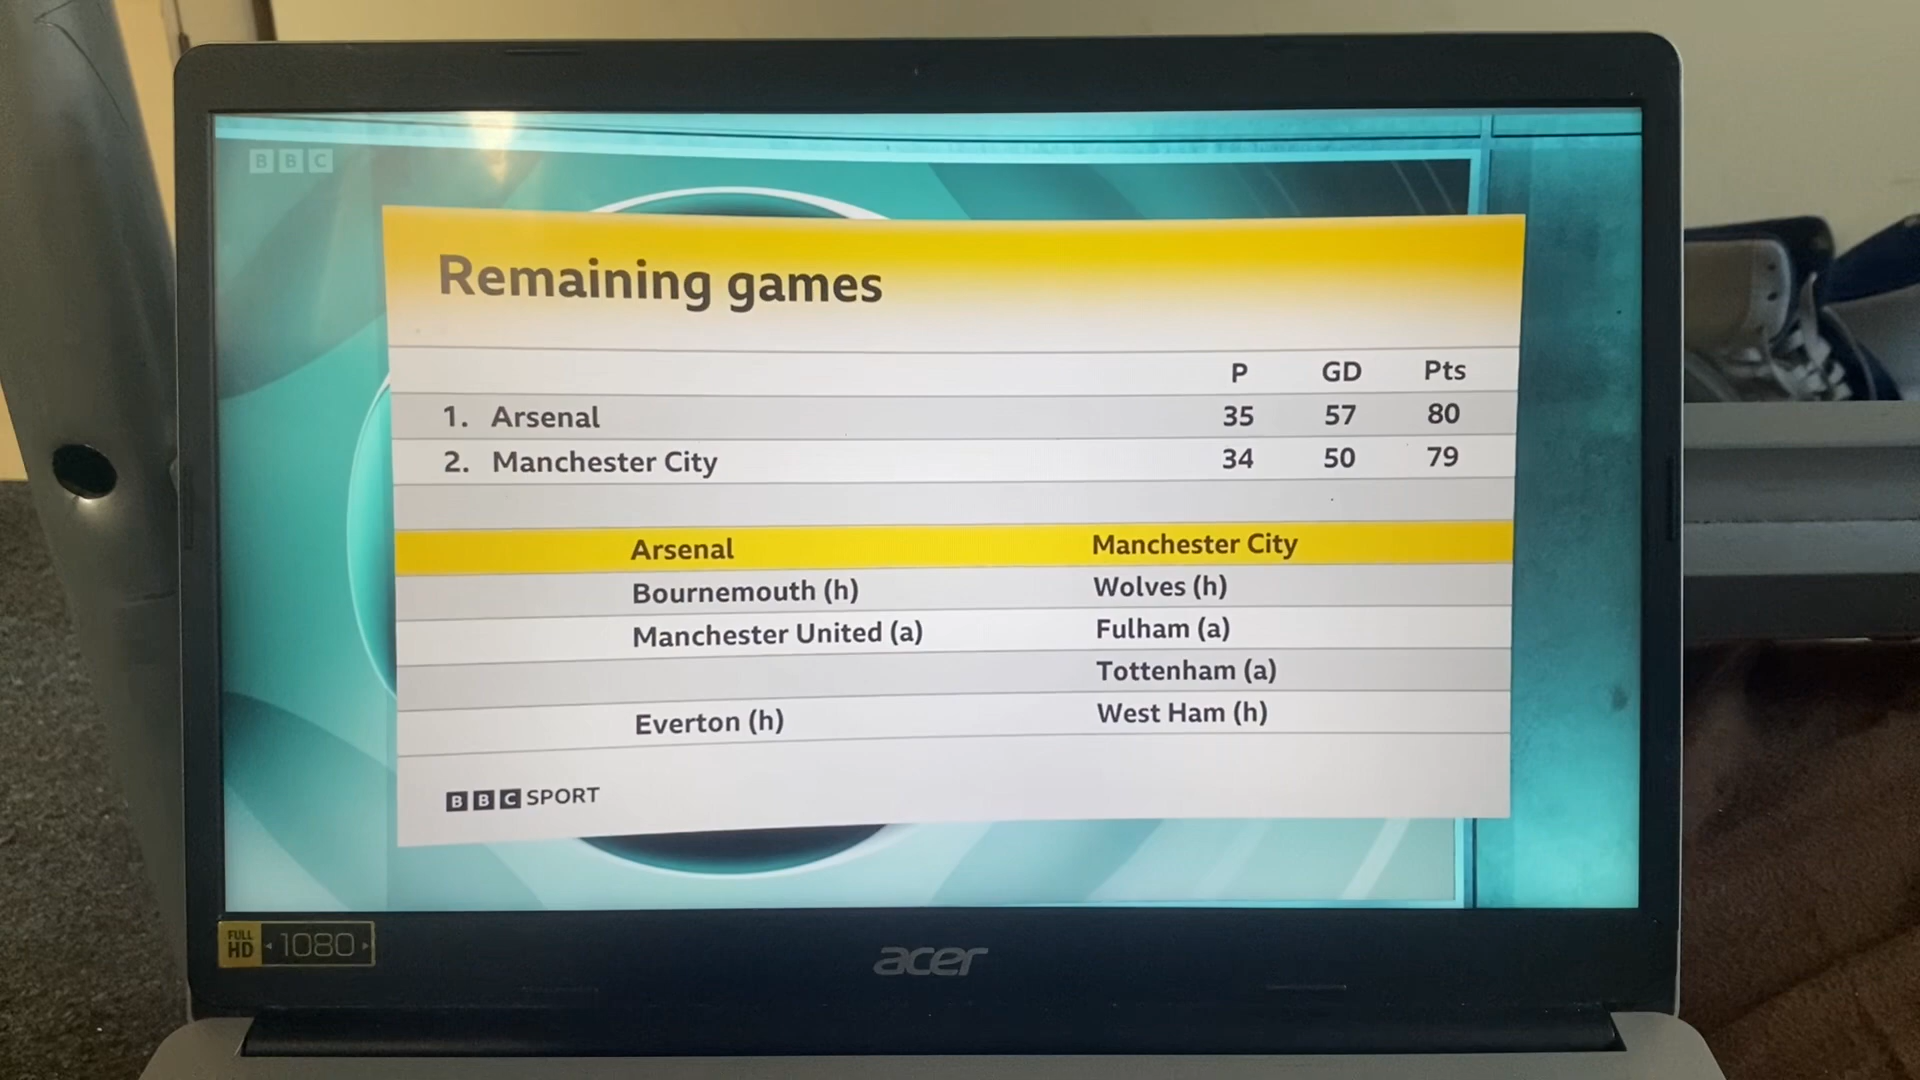 BBC
Remaining games
P GD Pts
1. Arsenal 35 57 80
2. Manchester City 34 50 79
Arsenal Manchester City
Bournemouth (h) Wolves (h)
Manchester United (a) Fulham (a)
Tottenham (a)
Everton (h) West Ham (h)
BBC SPORT
FULL HD 1080
acer